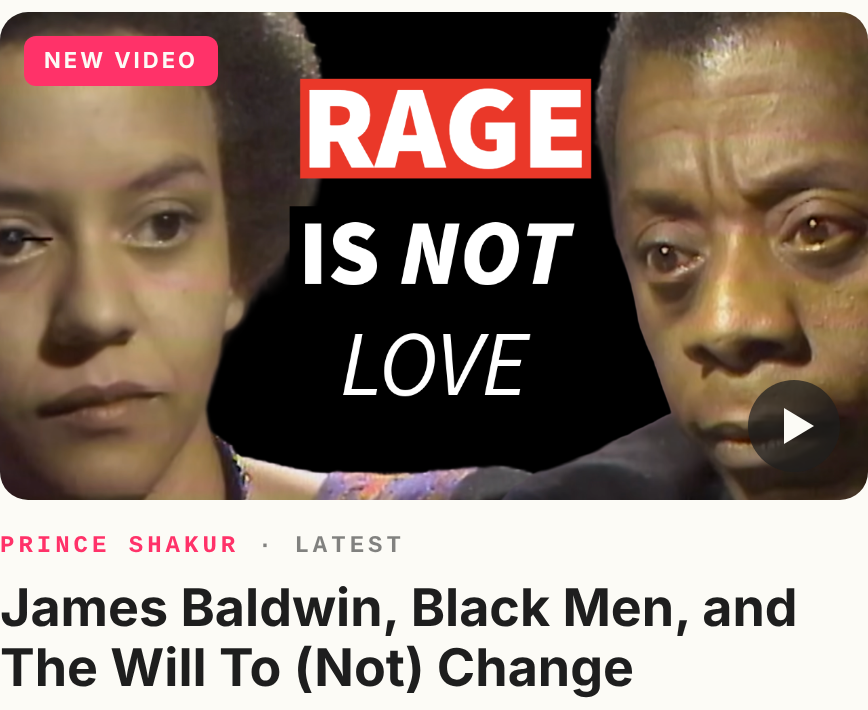 NEW VIDEO
RAGE
IS NOT
LOVE
PRINCE SHAKUR · LATEST
James Baldwin, Black Men, and
The Will To (Not) Change